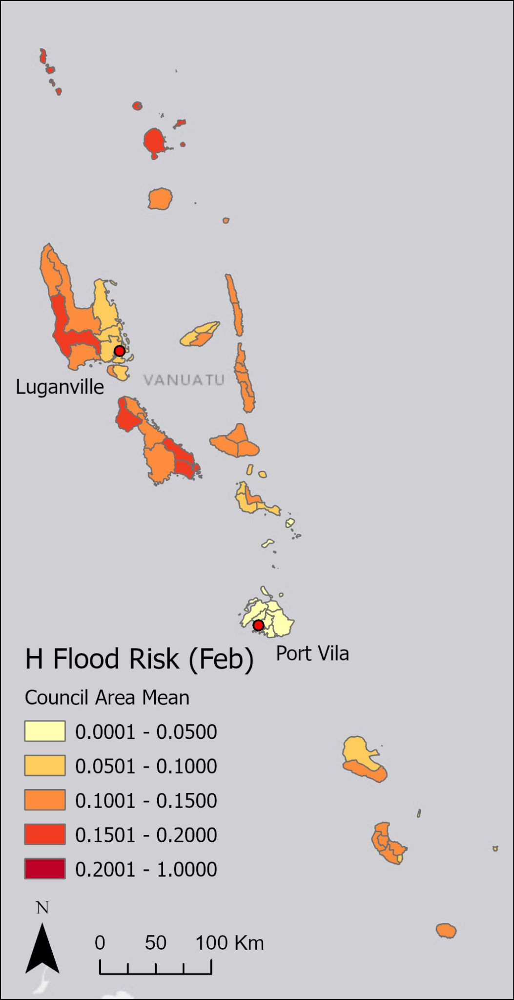 Luganville
VANUATU
H Flood Risk (Feb)
Port Vila
Council Area Mean
0.0001 - 0.0500
0.0501 - 0.1000
0.1001 - 0.1500
0.1501 - 0.2000
0.2001 - 1.0000
N
0 50 100 Km